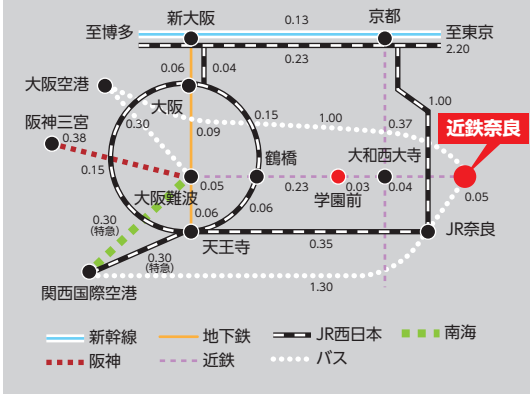 0.13
至博多
新大阪
京都
至東京
2.20
0.23
0.06
0.04
大阪空港
大阪
0.15
1.00
1.00
阪神三宮
0.38
0.30
0.09
0.37
近鉄奈良
鶴橋
大和西大寺
0.15
大阪難波
0.05
0.23
0.03
学園前
0.04
0.05
0.06
0.06
0.30
(特急)
天王寺
0.35
JR奈良
0.30
(特急)
関西国際空港
1.30
新幹線
地下鉄
JR西日本
南海
阪神
近鉄
バス